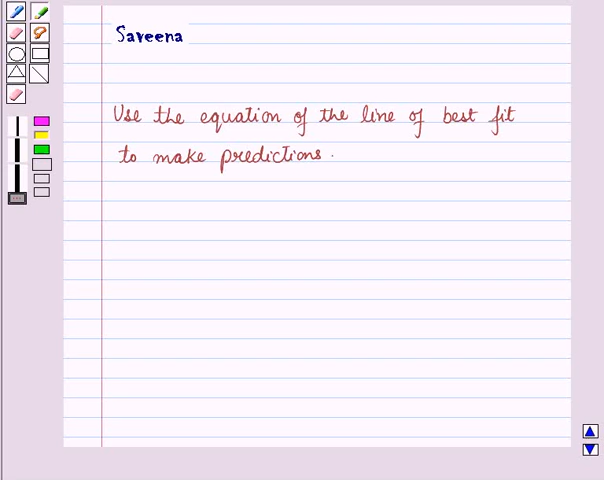 Saveena
Use the equation of the line of best fit
to make predictions.